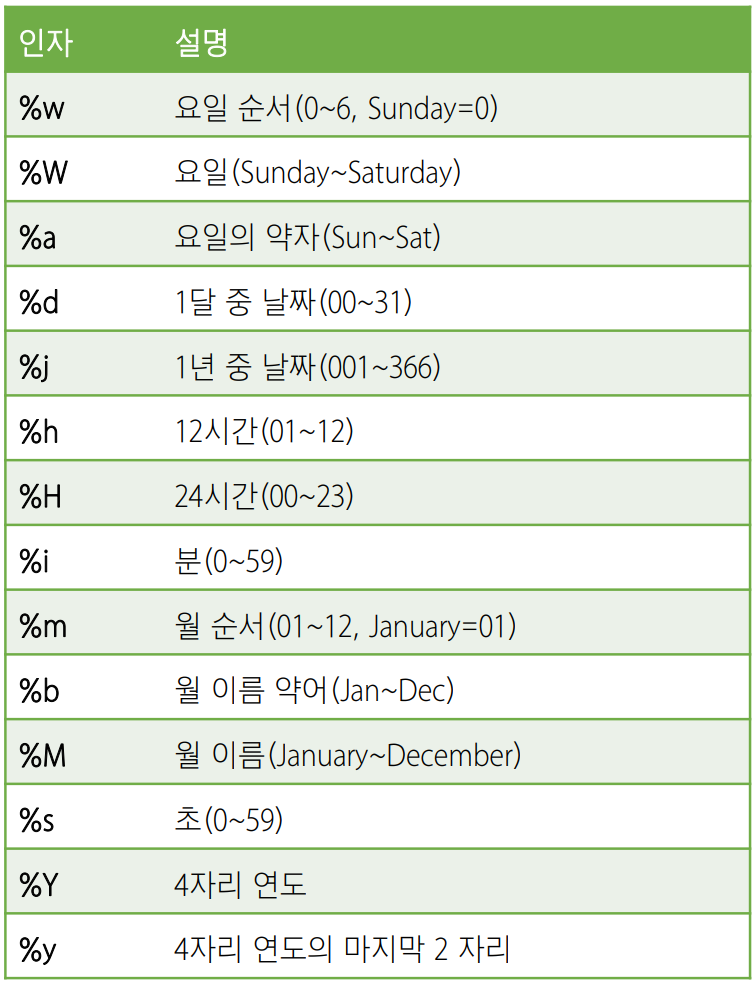 인자 설명
%w 요일 순서(0~6, Sunday=0)
%W 요일(Sunday~Saturday)
%a 요일의 약자(Sun~Sat)
%d 1달 중 날짜(00~31)
%j 1년 중 날짜(001~366)
%h 12시간(01~12)
%H 24시간(00~23)
%i 분(0~59)
%m 월 순서(01~12, January=01)
%b 월 이름 약어(Jan~Dec)
%M 월 이름(January~December)
%s 초(0~59)
%Y 4자리 연도
%y 4자리 연도의 마지막 2 자리